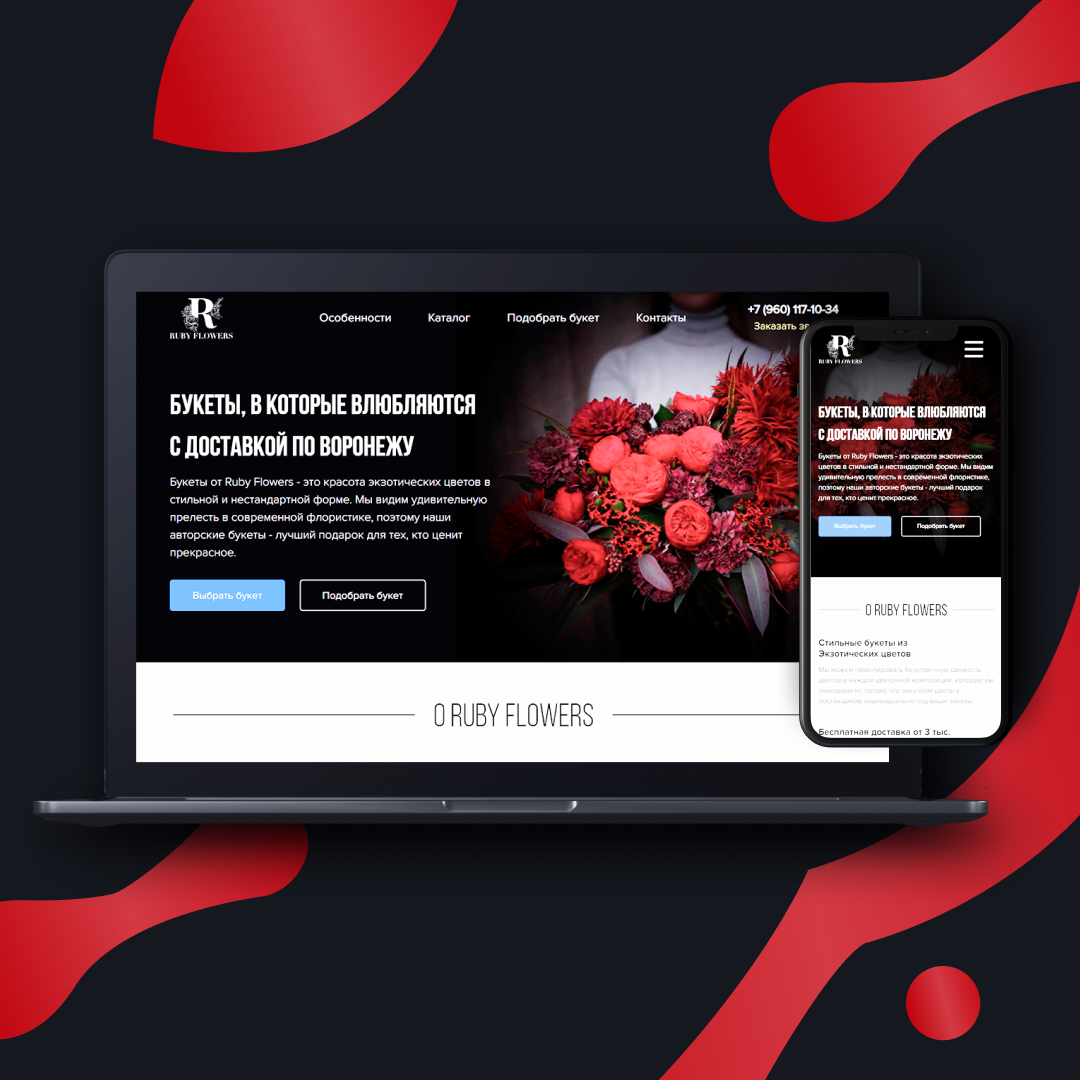 R
RUBY FLOWERS
Особенности
Каталог
Подобрать букет
Контакты
+7 (960) 117-10-34
Заказать
БУКЕТЫ, В КОТОРЫЕ ВЛЮБЛЯЮТСЯ
С ДОСТАВКОЙ ПО ВОРОНЕЖУ
Букеты от Ruby Flowers - это красота экзотических цветов в
стильной и нестандартной форме. Мы видим удивительную
прелесть в современной флористике, поэтому наши
авторские букеты - лучший подарок для тех, кто ценит
прекрасное.
Выбрать букет
Подобрать букет
О RUBY FLOWERS
R
RUBY FLOWERS
БУКЕТЫ, В КОТОРЫЕ ВЛЮБЛЯЮТСЯ
С ДОСТАВКОЙ ПО ВОРОНЕЖУ
Букеты от Ruby Flowers - это красота экзотических
цветов в стильной и нестандартной форме. Мы видим
удивительную прелесть в современной флористике,
поэтому наши авторские букеты - лучший подарок
для тех, кто ценит прекрасное.
Выбрать букет
Подобрать букет
О RUBY FLOWERS
Стильные букеты из
Экзотических цветов
Мы можем гарантировать безупречную свежесть
цветов в каждой цветочной композиции, которую вы
заказываете, потому что закупаем цветы у
поставщиков индивидуально под ваши заказы.
Бесплатная доставка от 3 тыс.